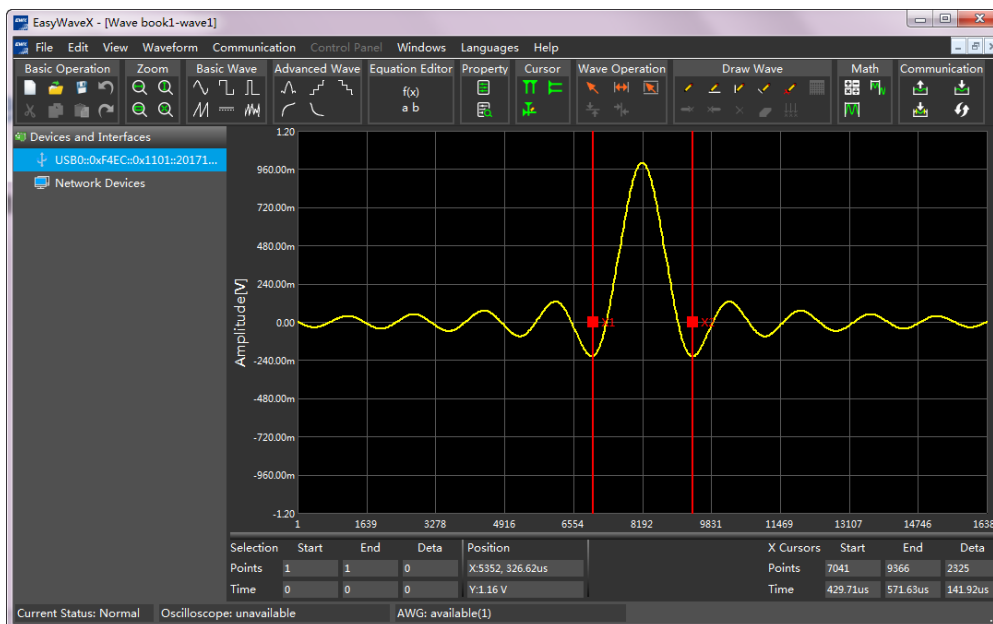 EasyWaveX - [Wave book1-wave1]
File Edit View Waveform Communication Control Panel Windows Languages Help
Basic Operation Zoom Basic Wave Advanced Wave Equation Editor Property Cursor Wave Operation Draw Wave Math Communication
f(x)
a b
Devices and Interfaces
USB0::0xF4EC::0x1101::20171...
Network Devices
Amplitude[V]
1.20
960.00m
720.00m
480.00m
240.00m
0.00
-240.00m
-480.00m
-720.00m
-960.00m
-1.20
X1
1 1639 3278 4916 6554 8192 9831 11469 13107 14746 1638
Selection Start End Deta Position X Cursors Start End Deta
Points 1 1 0 X:5352, 326.62us Points 7041 9366 2325
Time 0 0 0 Y:1.16 V Time 429.71us 571.63us 141.92us
Current Status: Normal Oscilloscope: unavailable AWG: available(1)